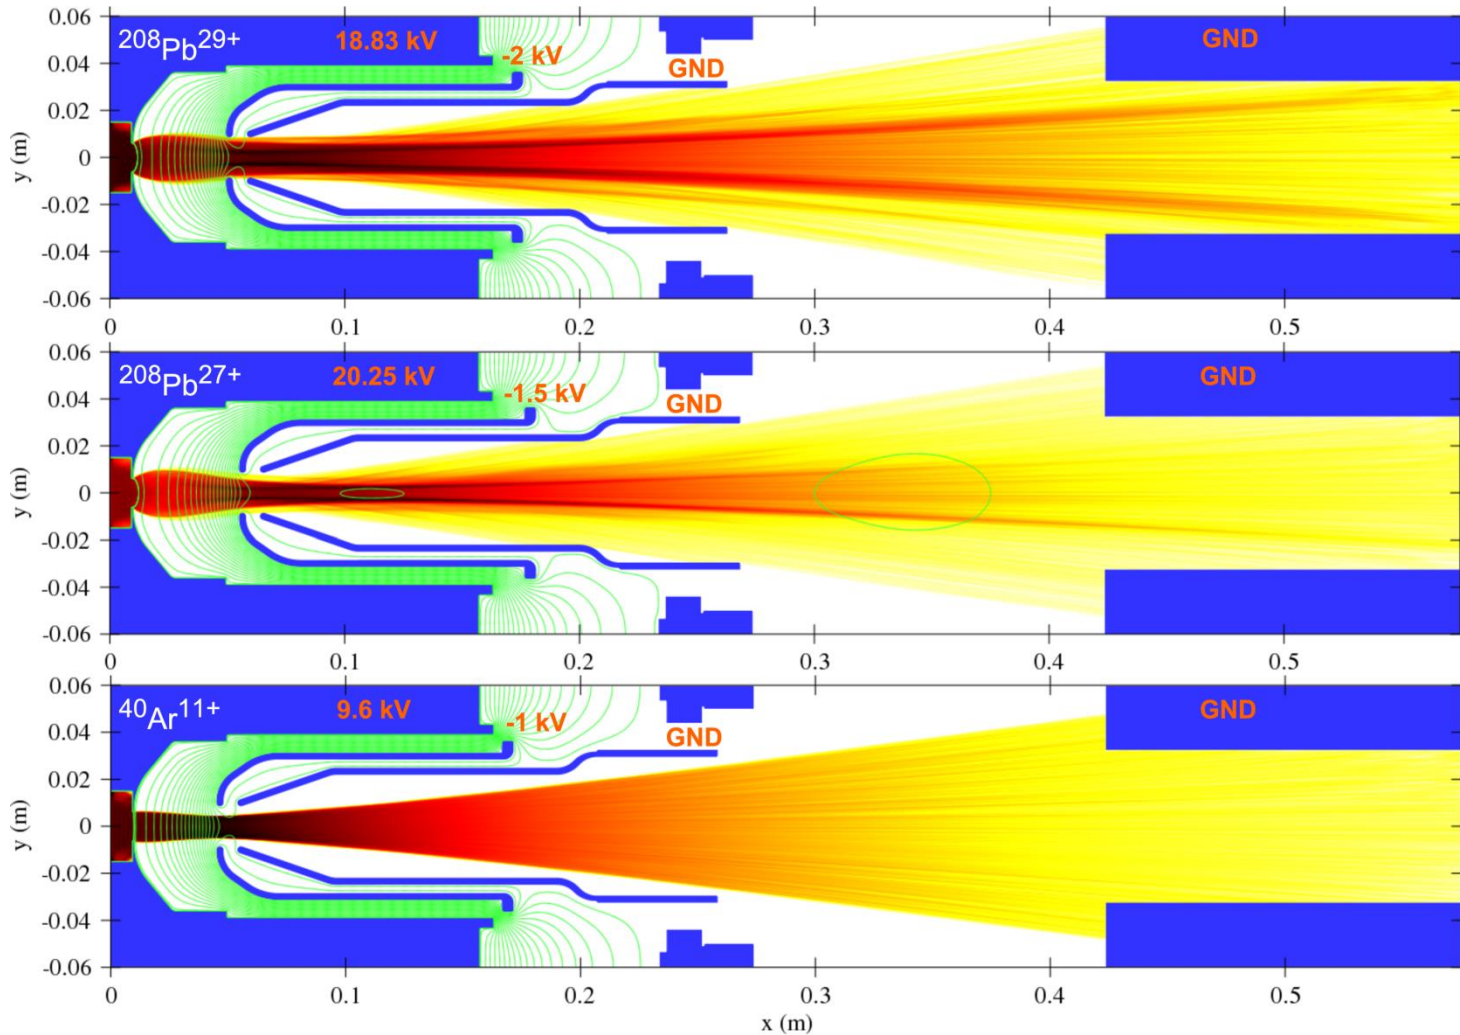 0.06
0.04
0.02
0
-0.02
-0.04
-0.06
y (m)
²⁰⁸Pb²⁹⁺
18.83 kV
-2 kV
GND
GND
0
0.1
0.2
0.3
0.4
0.5
0.06
0.04
0.02
0
-0.02
-0.04
-0.06
y (m)
²⁰⁸Pb²⁷⁺
20.25 kV
-1.5 kV
GND
GND
0
0.1
0.2
0.3
0.4
0.5
0.06
0.04
0.02
0
-0.02
-0.04
-0.06
y (m)
⁴⁰Ar¹¹⁺
9.6 kV
-1 kV
GND
GND
0
0.1
0.2
0.3
0.4
0.5
x (m)